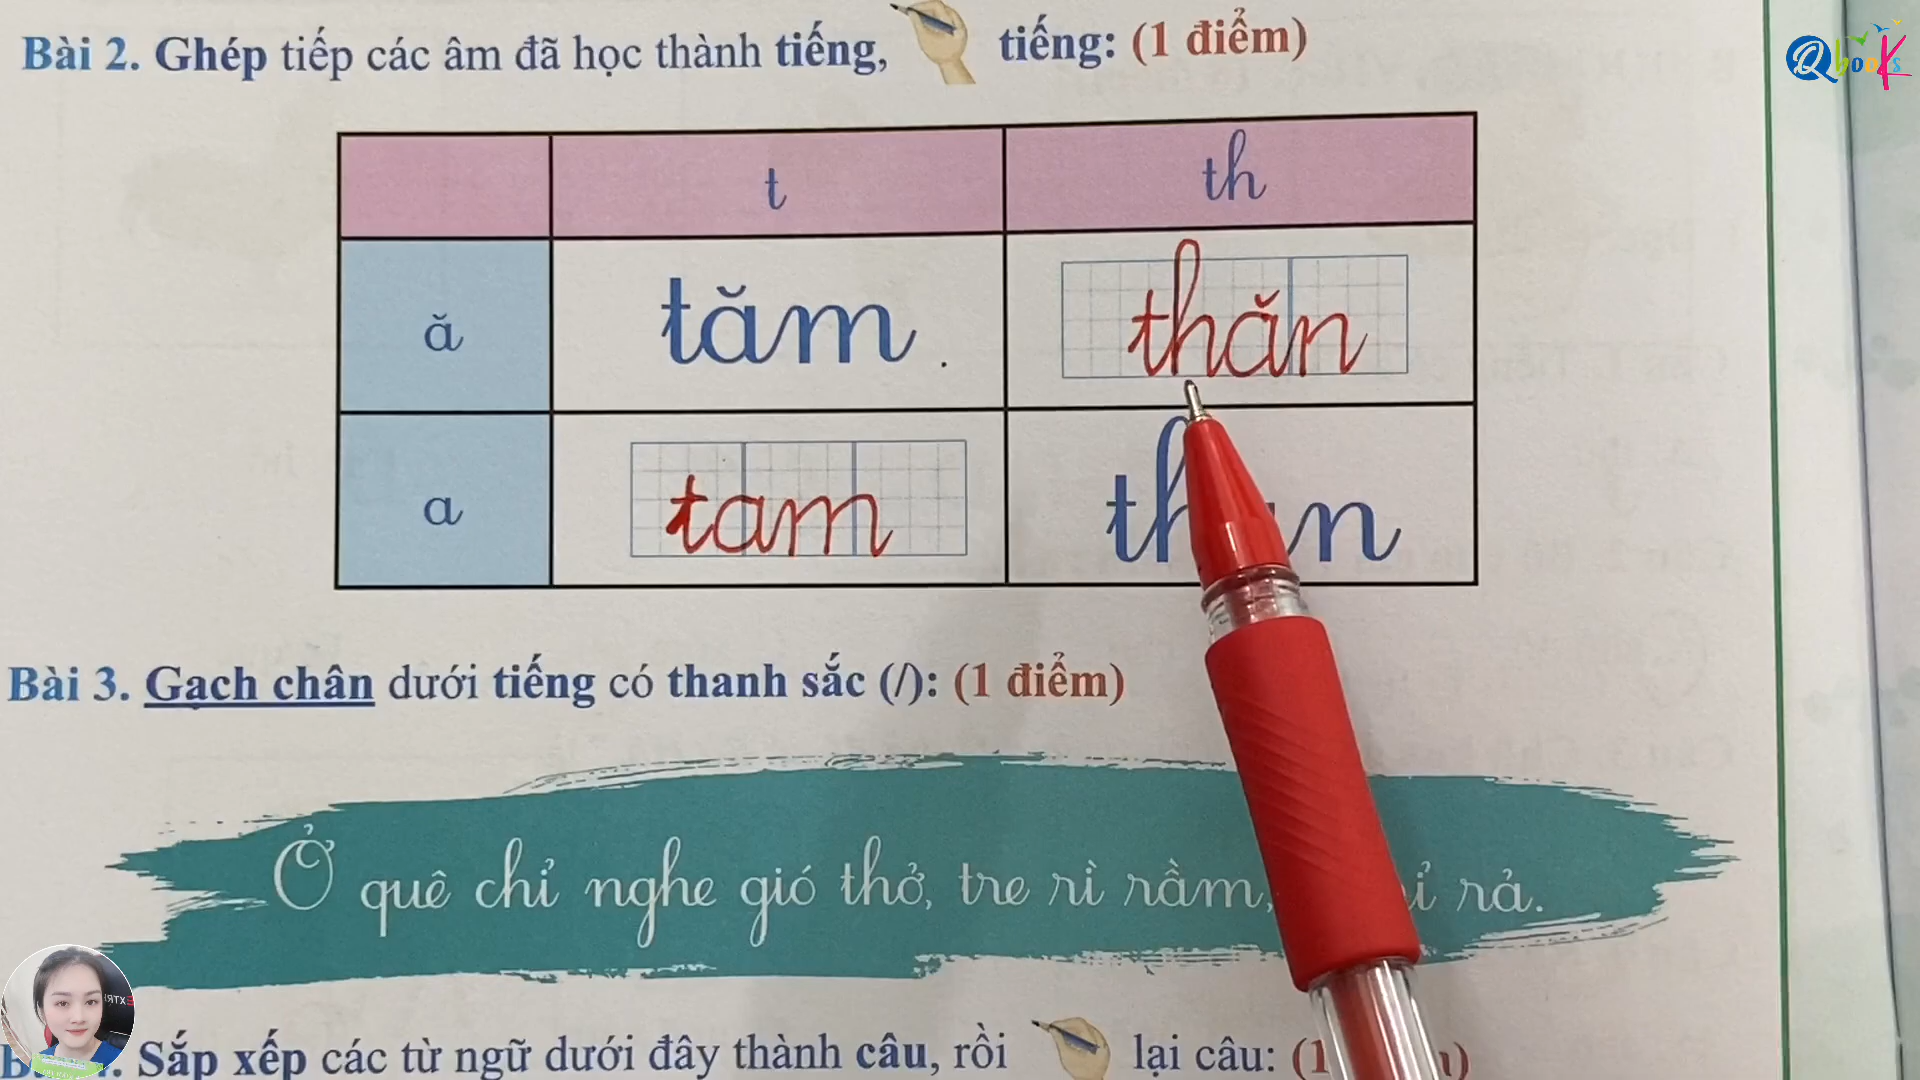 Qbooks
Bài 2. Ghép tiếp các âm đã học thành tiếng, tiếng: (1 điểm)
t th
ă tăm thăn
a tam
Bài 3. Gạch chân dưới tiếng có thanh sắc (/): (1 điểm)
Ở quê chỉ nghe gió thở, tre rì rầm, rả.
Sắp xếp các từ ngữ dưới đây thành câu, rồi lại câu: (1